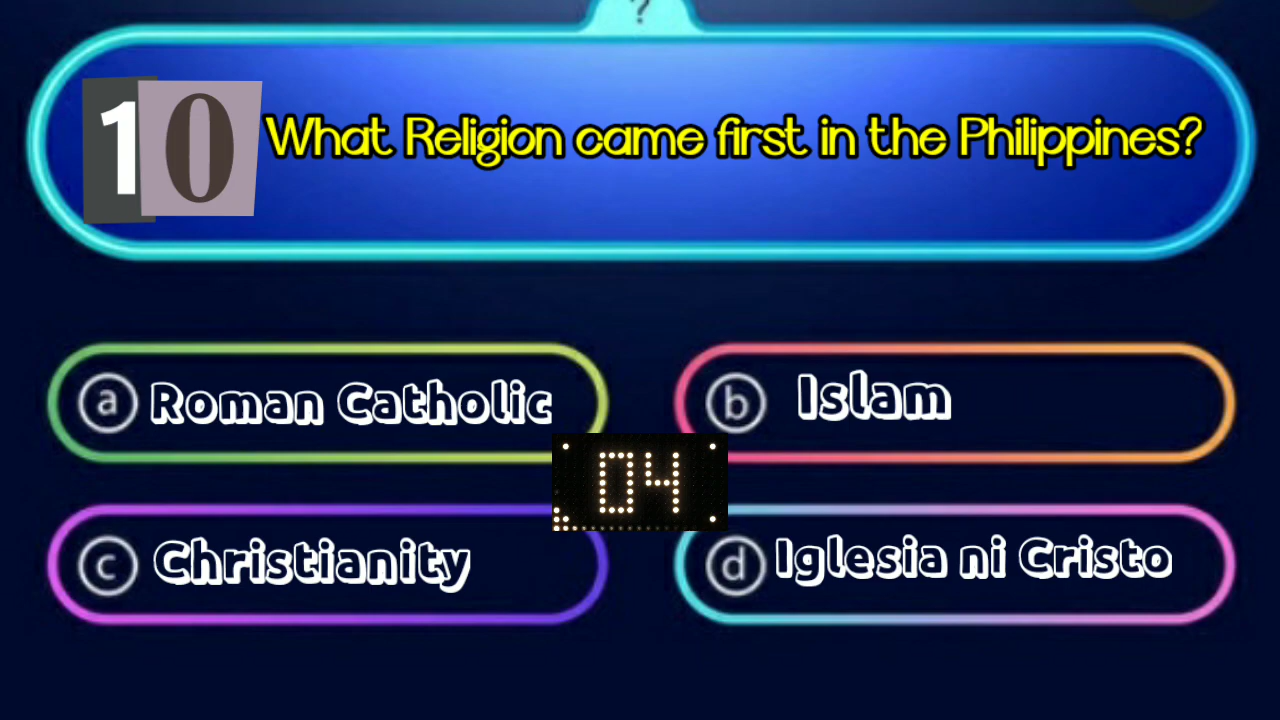 ?
10 What Religion came first in the Philippines?
a Roman Catholic
b Islam
04
c Christianity
d Iglesia ni Cristo